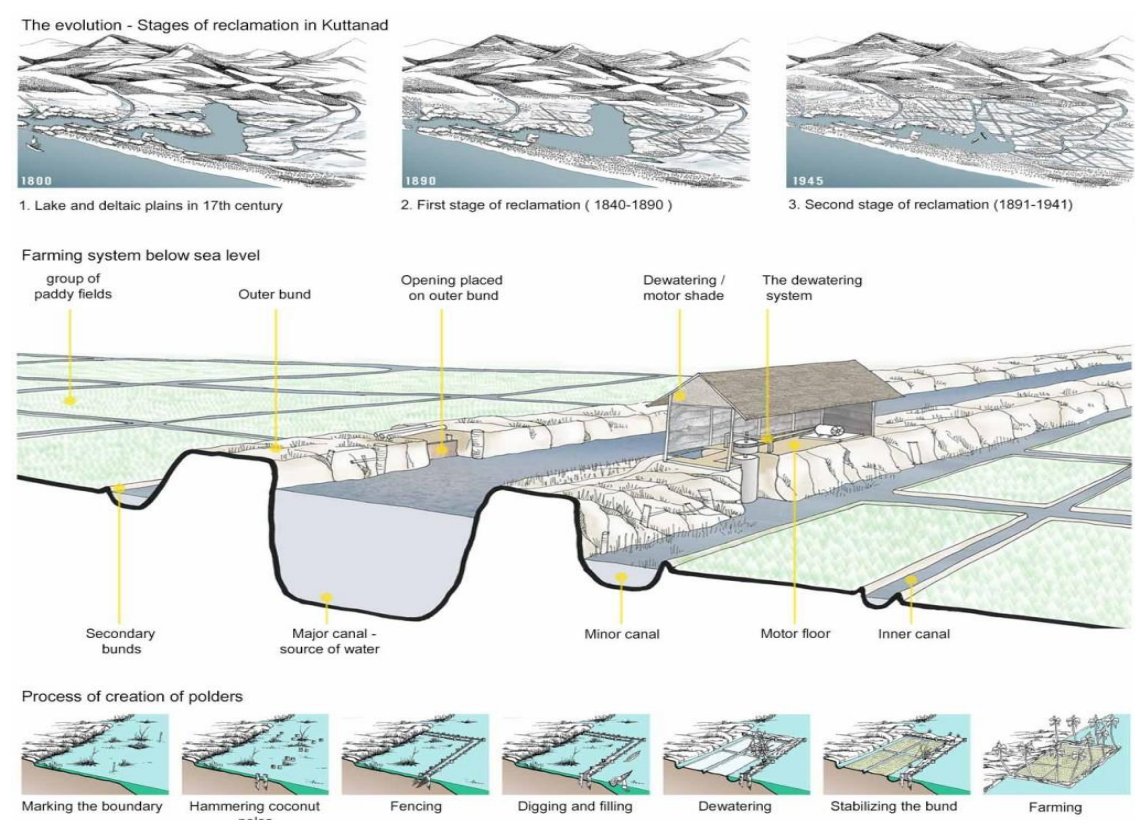 The evolution - Stages of reclamation in Kuttanad
1800
1890
1945
1. Lake and deltaic plains in 17th century
2. First stage of reclamation ( 1840-1890 )
3. Second stage of reclamation (1891-1941)
Farming system below sea level
group of
paddy fields
Outer bund
Opening placed
on outer bund
Dewatering /
motor shade
The dewatering
system
Secondary
bunds
Major canal -
source of water
Minor canal
Motor floor
Inner canal
Process of creation of polders
Marking the boundary
Hammering coconut
Fencing
Digging and filling
Dewatering
Stabilizing the bund
Farming